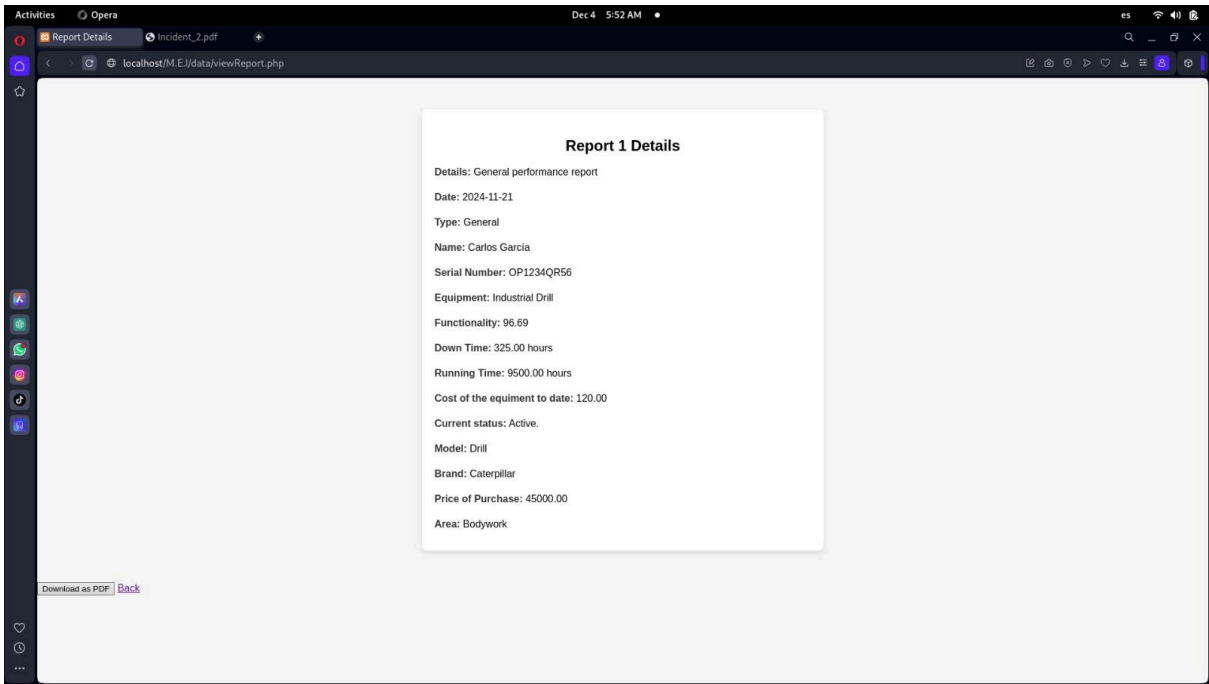 Activities Opera Dec 4 5:52 AM es
Report Details Incident_2.pdf
localhost/M.E.I/data/viewReport.php
Report 1 Details
Details: General performance report
Date: 2024-11-21
Type: General
Name: Carlos García
Serial Number: OP1234QR56
Equipment: Industrial Drill
Functionality: 96.69
Down Time: 325.00 hours
Running Time: 9500.00 hours
Cost of the equiment to date: 120.00
Current status: Active.
Model: Drill
Brand: Caterpillar
Price of Purchase: 45000.00
Area: Bodywork
Download as PDF Back